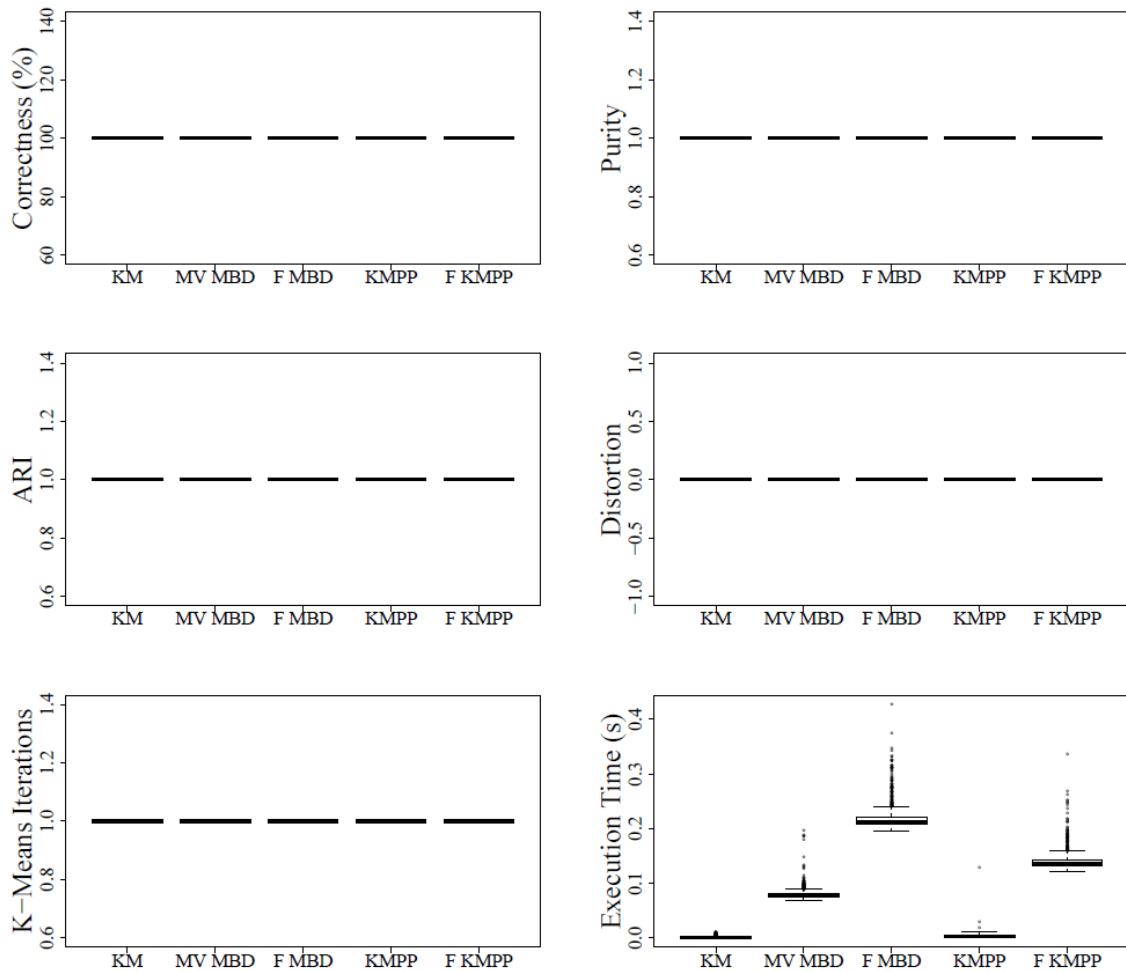 Correctness (%)
140
120
100
80
60
KM MV MBD F MBD KMPP F KMPP
Purity
1.4
1.2
1.0
0.8
0.6
KM MV MBD F MBD KMPP F KMPP
ARI
1.4
1.2
1.0
0.8
0.6
KM MV MBD F MBD KMPP F KMPP
Distortion
1.0
0.5
0.0
−0.5
−1.0
KM MV MBD F MBD KMPP F KMPP
K−Means Iterations
1.4
1.2
1.0
0.8
0.6
KM MV MBD F MBD KMPP F KMPP
Execution Time (s)
0.4
0.3
0.2
0.1
0.0
KM MV MBD F MBD KMPP F KMPP